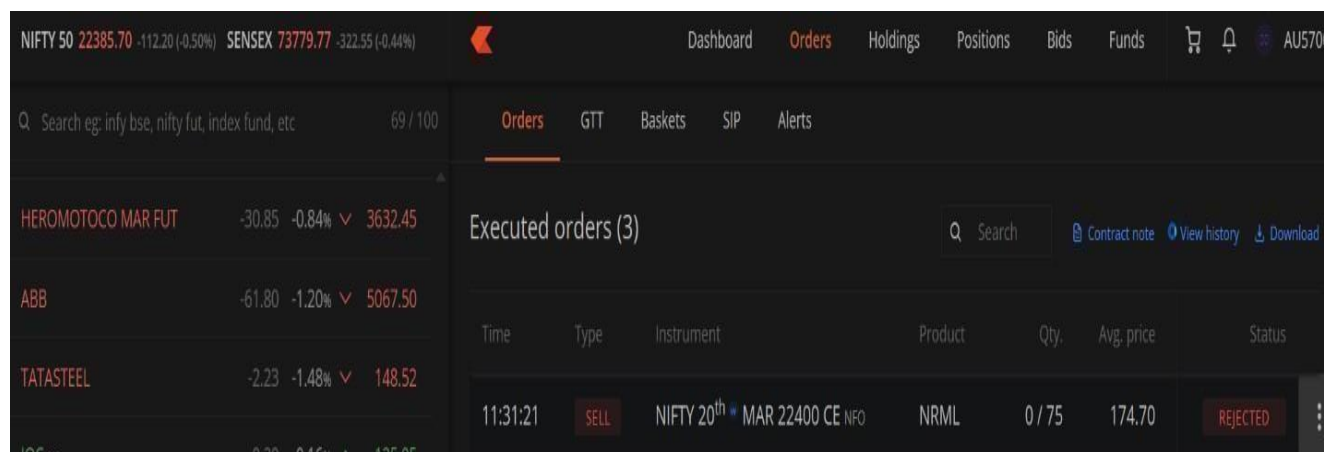 NIFTY 50 22385.70 -112.20 (-0.50%) SENSEX 73779.77 -322.55 (-0.44%)
Dashboard Orders Holdings Positions Bids Funds
Search eg: infy bse, nifty fut, index fund, etc 69 / 100
Orders GTT Baskets SIP Alerts
HEROMOTOCO MAR FUT -30.85 -0.84% 3632.45
Executed orders (3)
Search Contract note View history Download
ABB -61.80 -1.20% 5067.50
Time Type Instrument Product Qty. Avg. price Status
TATASTEEL -2.23 -1.48% 148.52
11:31:21 SELL NIFTY 20th w MAR 22400 CE NFO NRML 0 / 75 174.70 REJECTED